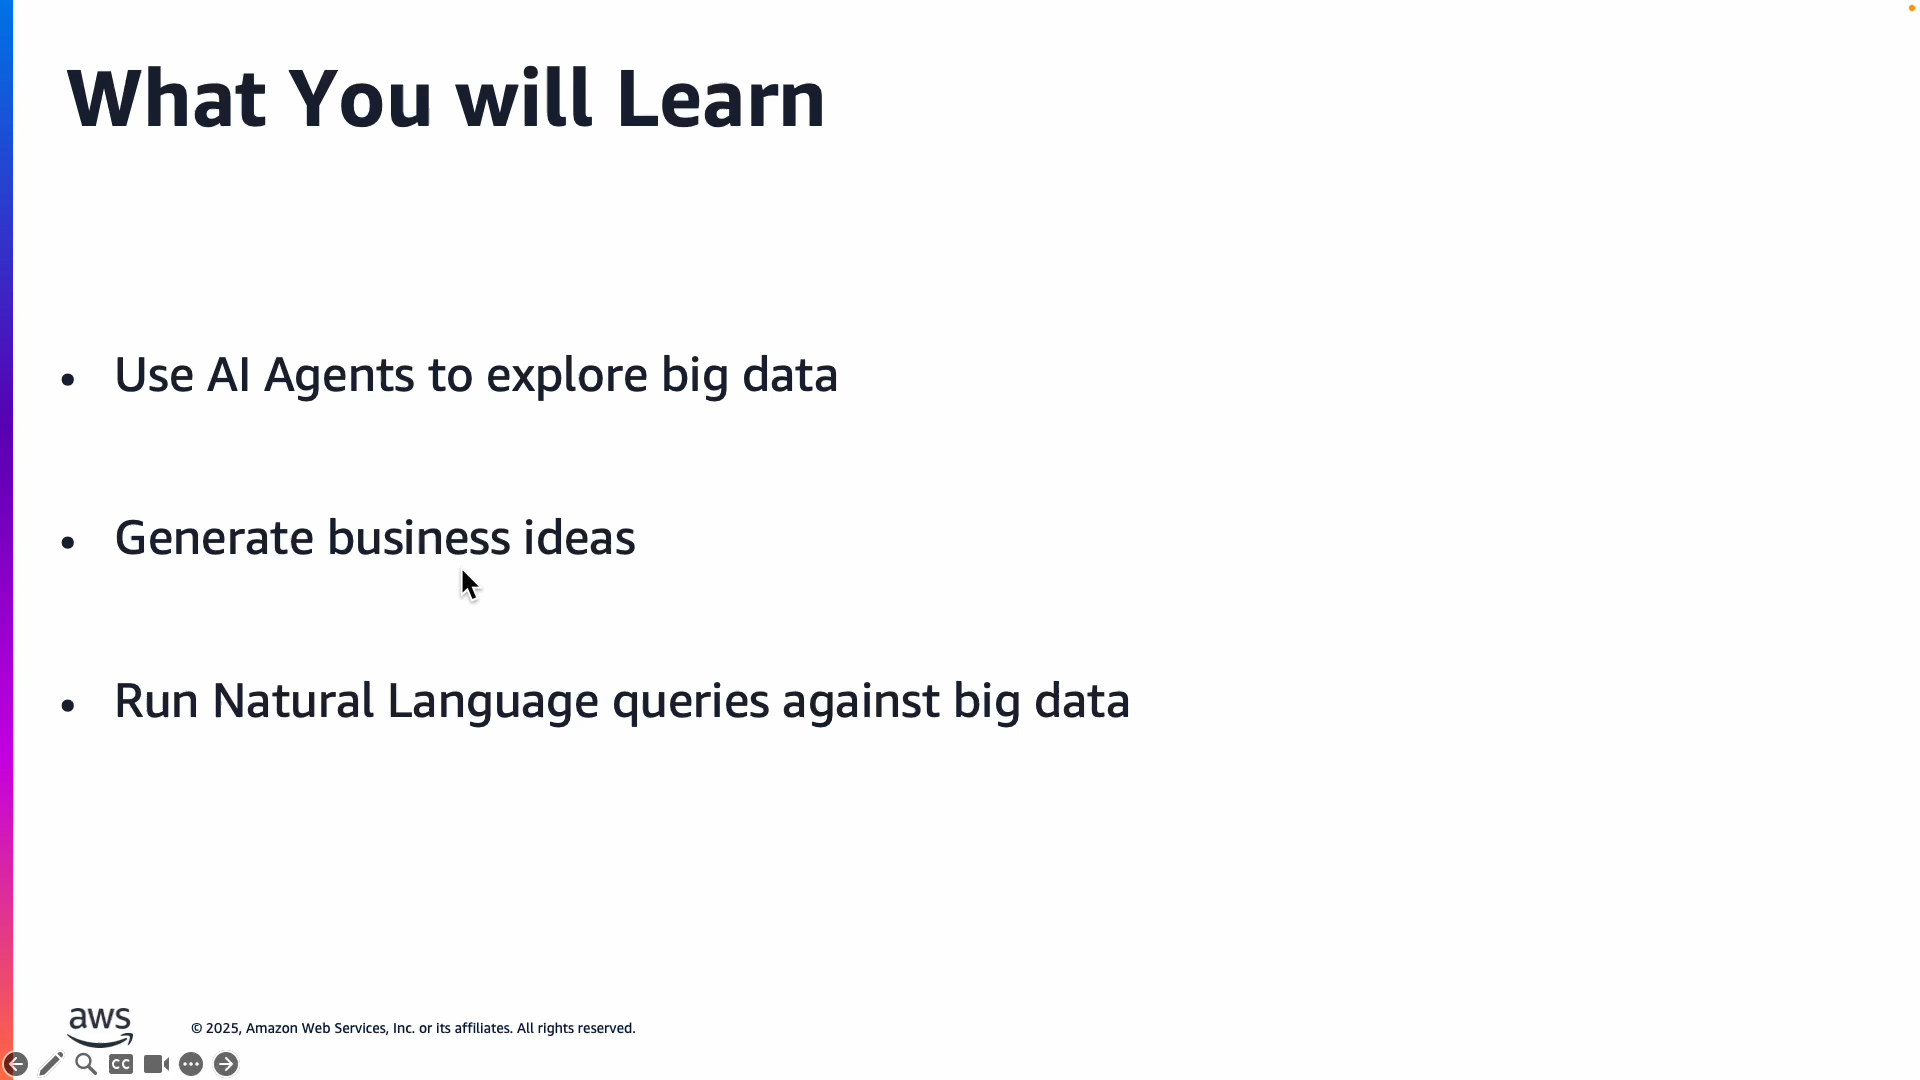 What You will Learn
• Use AI Agents to explore big data
• Generate business ideas
• Run Natural Language queries against big data
aws
© 2025, Amazon Web Services, Inc. or its affiliates. All rights reserved.
CC